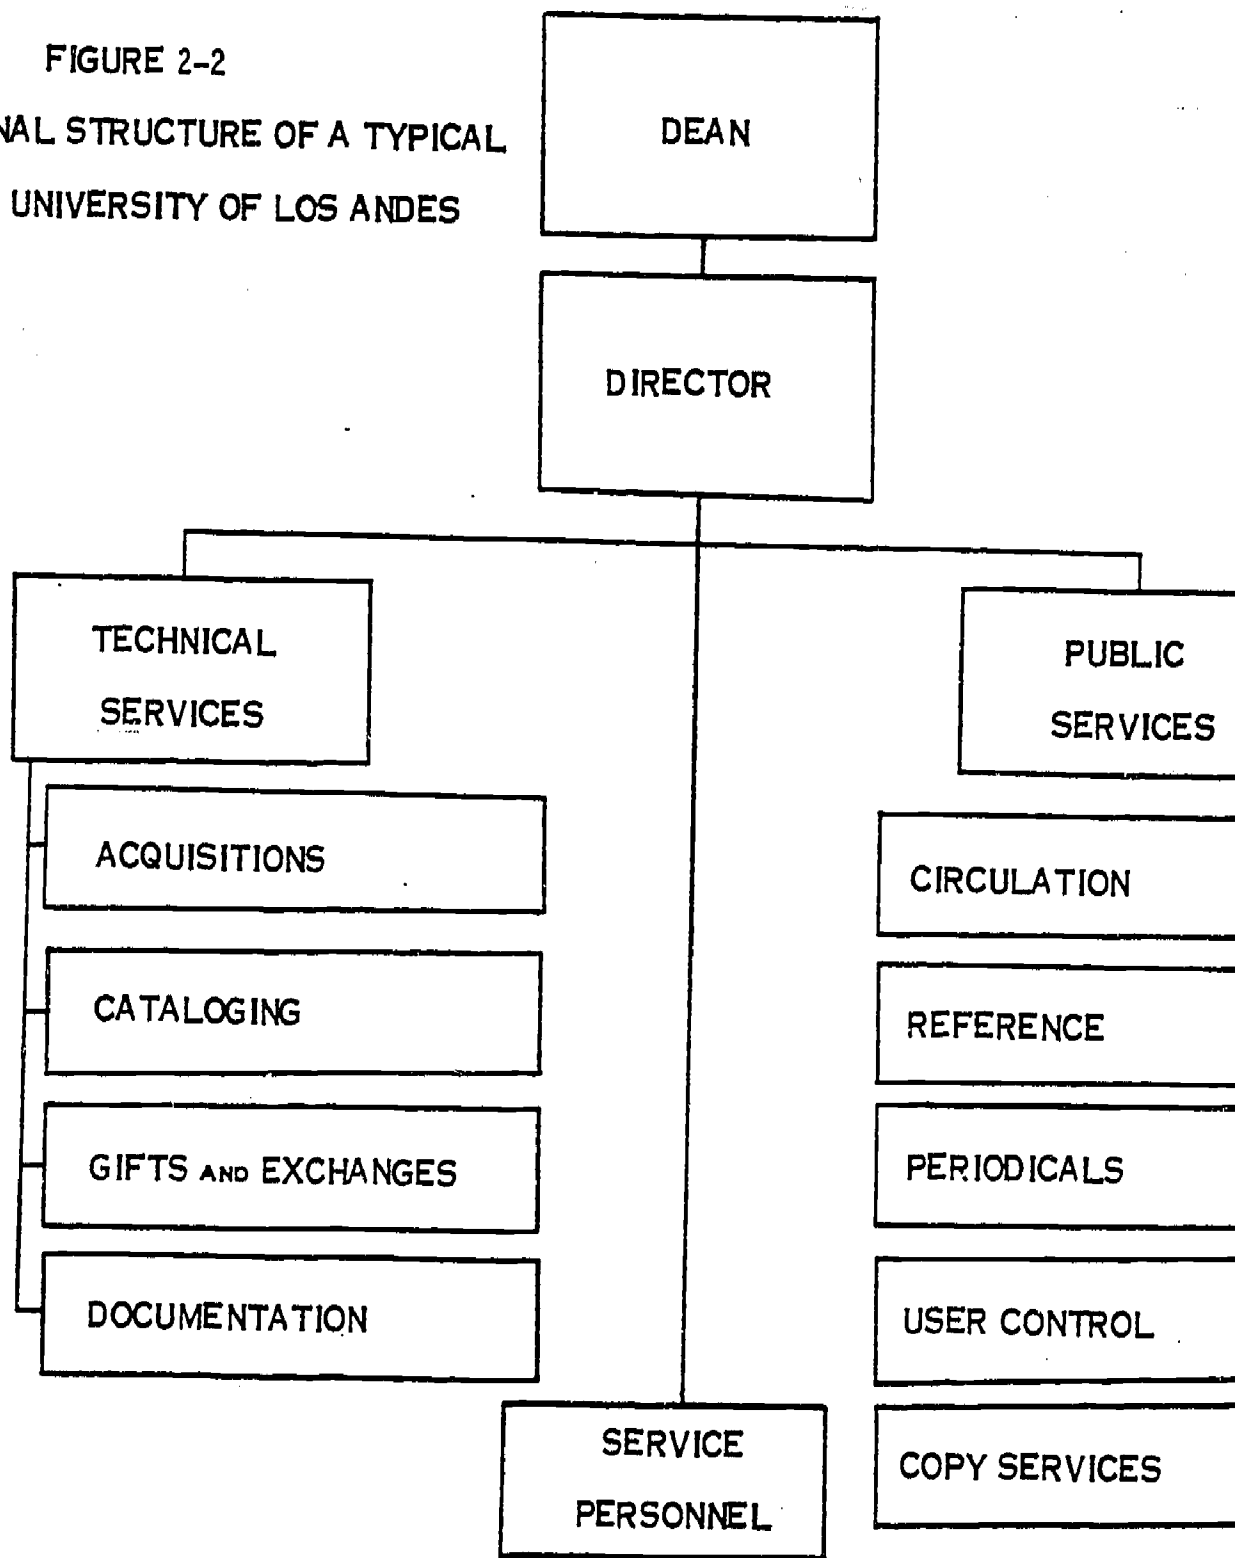 FIGURE 2-2
NAL STRUCTURE OF A TYPICAL
UNIVERSITY OF LOS ANDES
DEAN
DIRECTOR
TECHNICAL
SERVICES
ACQUISITIONS
CATALOGING
GIFTS AND EXCHANGES
DOCUMENTATION
SERVICE
PERSONNEL
PUBLIC
SERVICES
CIRCULATION
REFERENCE
PERIODICALS
USER CONTROL
COPY SERVICES